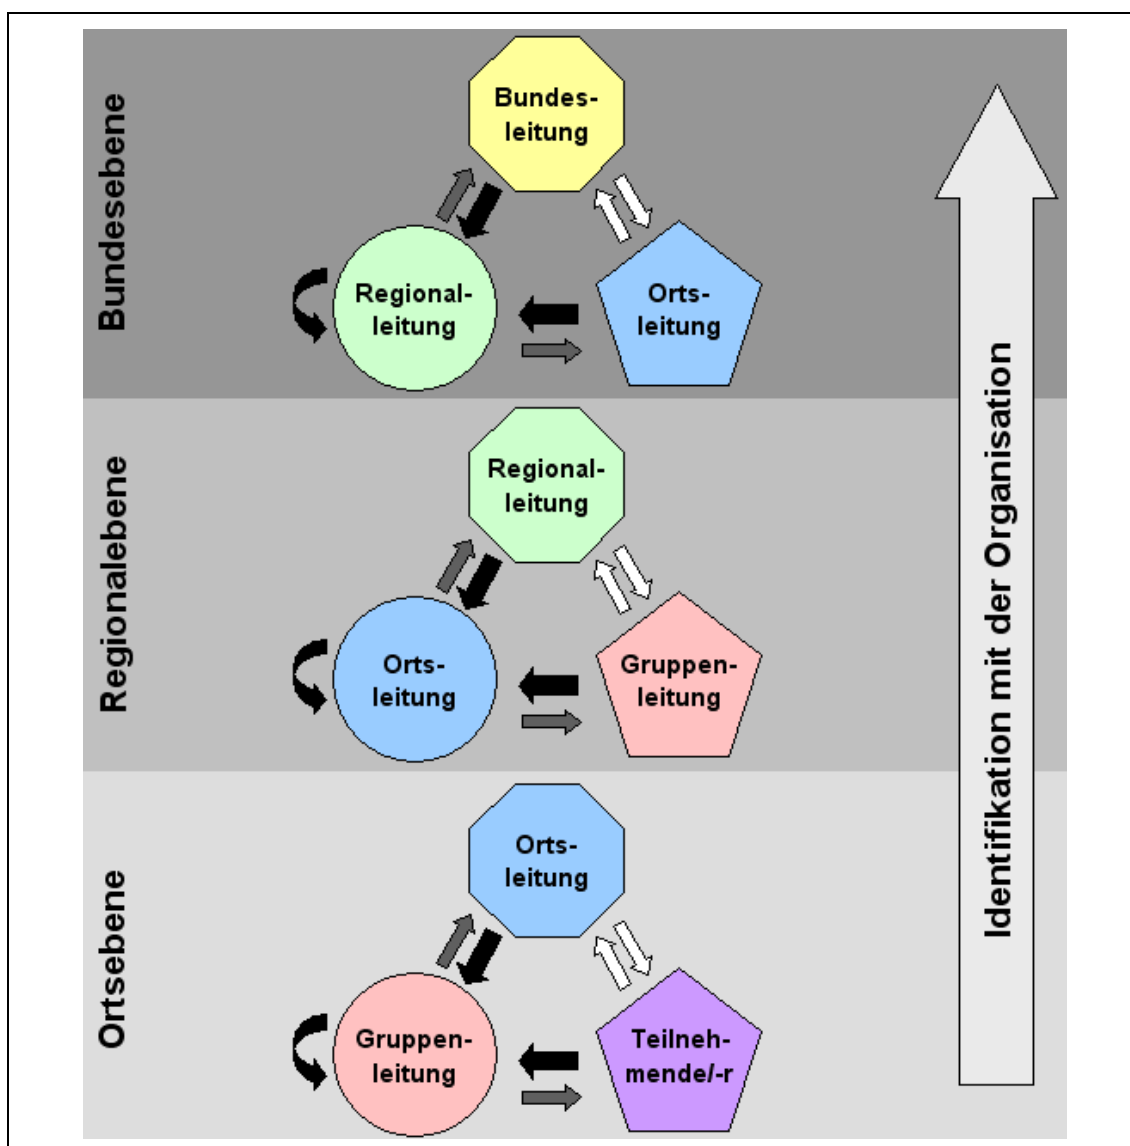 Bundesebene
Bundes-
leitung
Regional-
leitung
Orts-
leitung
Regionalebene
Regional-
leitung
Orts-
leitung
Gruppen-
leitung
Ortsebene
Orts-
leitung
Gruppen-
leitung
Teilneh-
mende/-r
Identifikation mit der Organisation